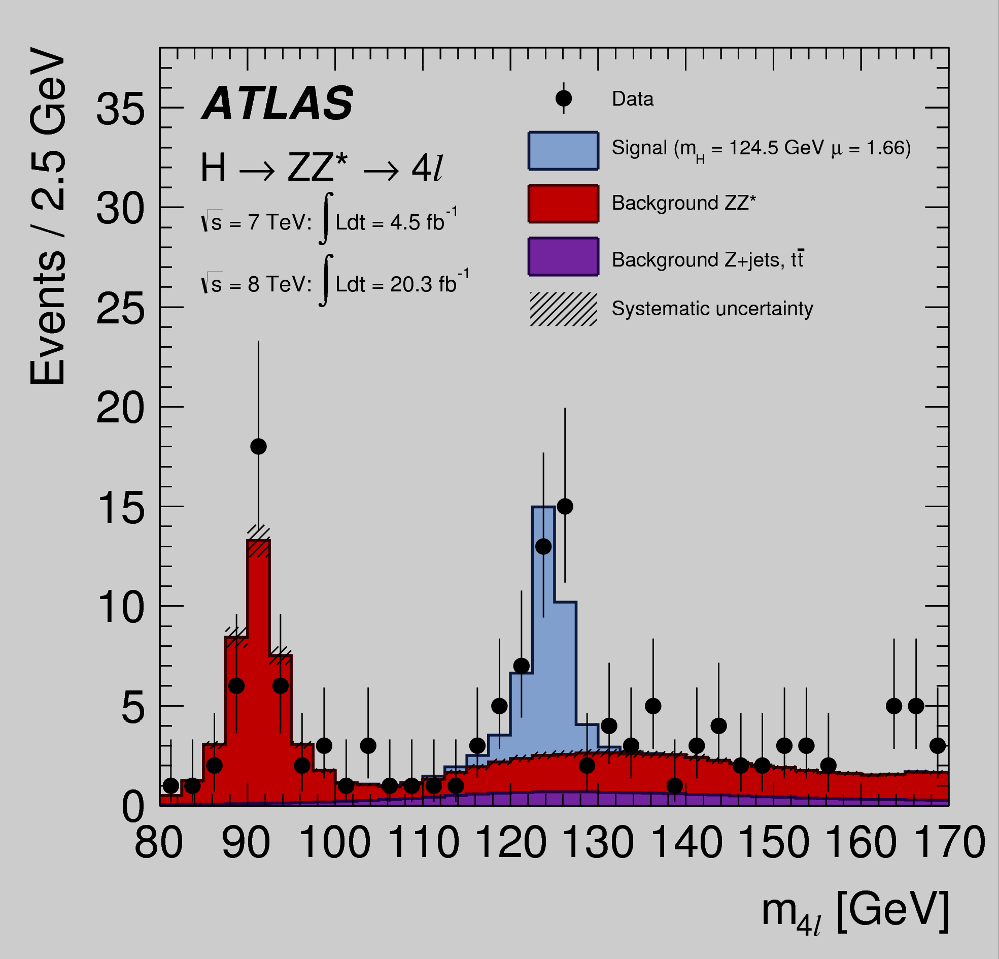 Events / 2.5 GeV
ATLAS
H → ZZ* → 4l
√s = 7 TeV: ∫Ldt = 4.5 fb⁻¹
√s = 8 TeV: ∫Ldt = 20.3 fb⁻¹
Data
Signal (m_H = 124.5 GeV μ = 1.66)
Background ZZ*
Background Z+jets, tt̄
Systematic uncertainty
35
30
25
20
15
10
5
0
80 90 100 110 120 130 140 150 160 170
m_4l [GeV]